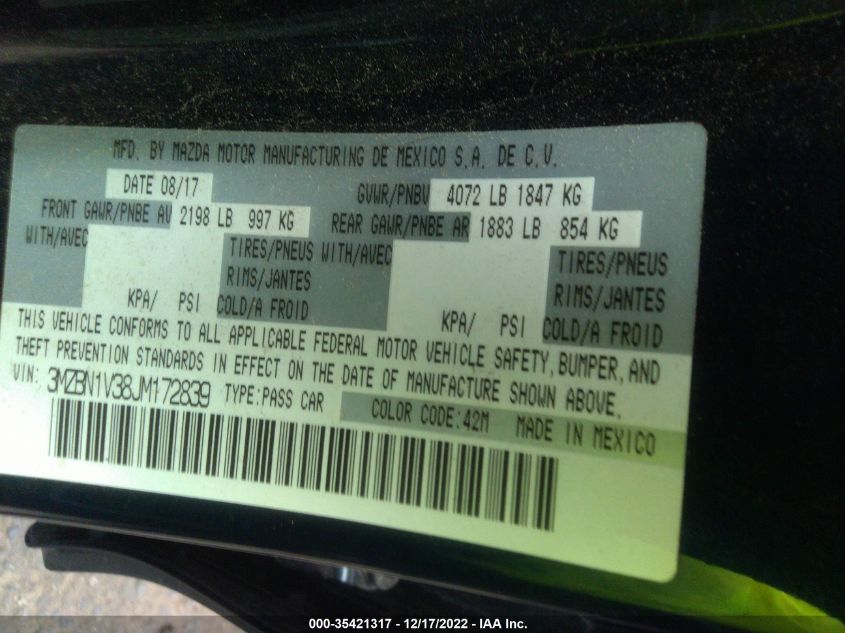 MFD. BY MAZDA MOTOR MANUFACTURING DE MEXICO S.A. DE C.V.
DATE 08/17 GVWR/PNBV 4072 LB 1847 KG
FRONT GAWR/PNBE AV 2198 LB 997 KG REAR GAWR/PNBE AR 1883 LB 854 KG
WITH/AVEC TIRES/PNEUS WITH/AVEC TIRES/PNEUS
RIMS/JANTES RIMS/JANTES
KPA/ PSI COLD/A FROID KPA/ PSI COLD/A FROID
THIS VEHICLE CONFORMS TO ALL APPLICABLE FEDERAL MOTOR VEHICLE SAFETY, BUMPER, AND
THEFT PREVENTION STANDARDS IN EFFECT ON THE DATE OF MANUFACTURE SHOWN ABOVE.
VIN: 3MZBN1V38JM172839 TYPE:PASS CAR COLOR CODE:42M MADE IN MEXICO
000-35421317 - 12/17/2022 - IAA Inc.